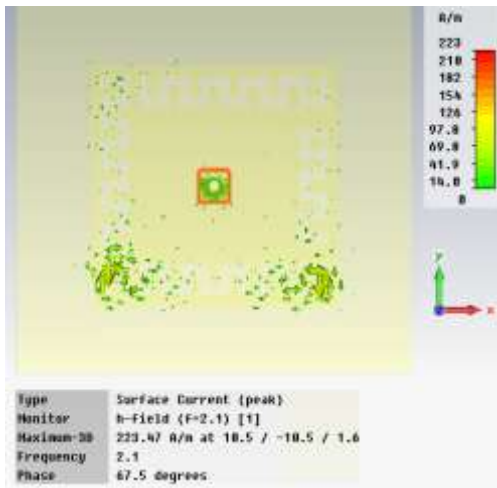 A/m
223
210
182
154
126
97.8
69.8
41.9
14.0
0
y
x
Type Surface Current (peak)
Monitor h-Field (f=2.1) [1]
Maximum-3D 223.47 A/m at 10.5 / -10.5 / 1.6
Frequency 2.1
Phase 67.5 degrees